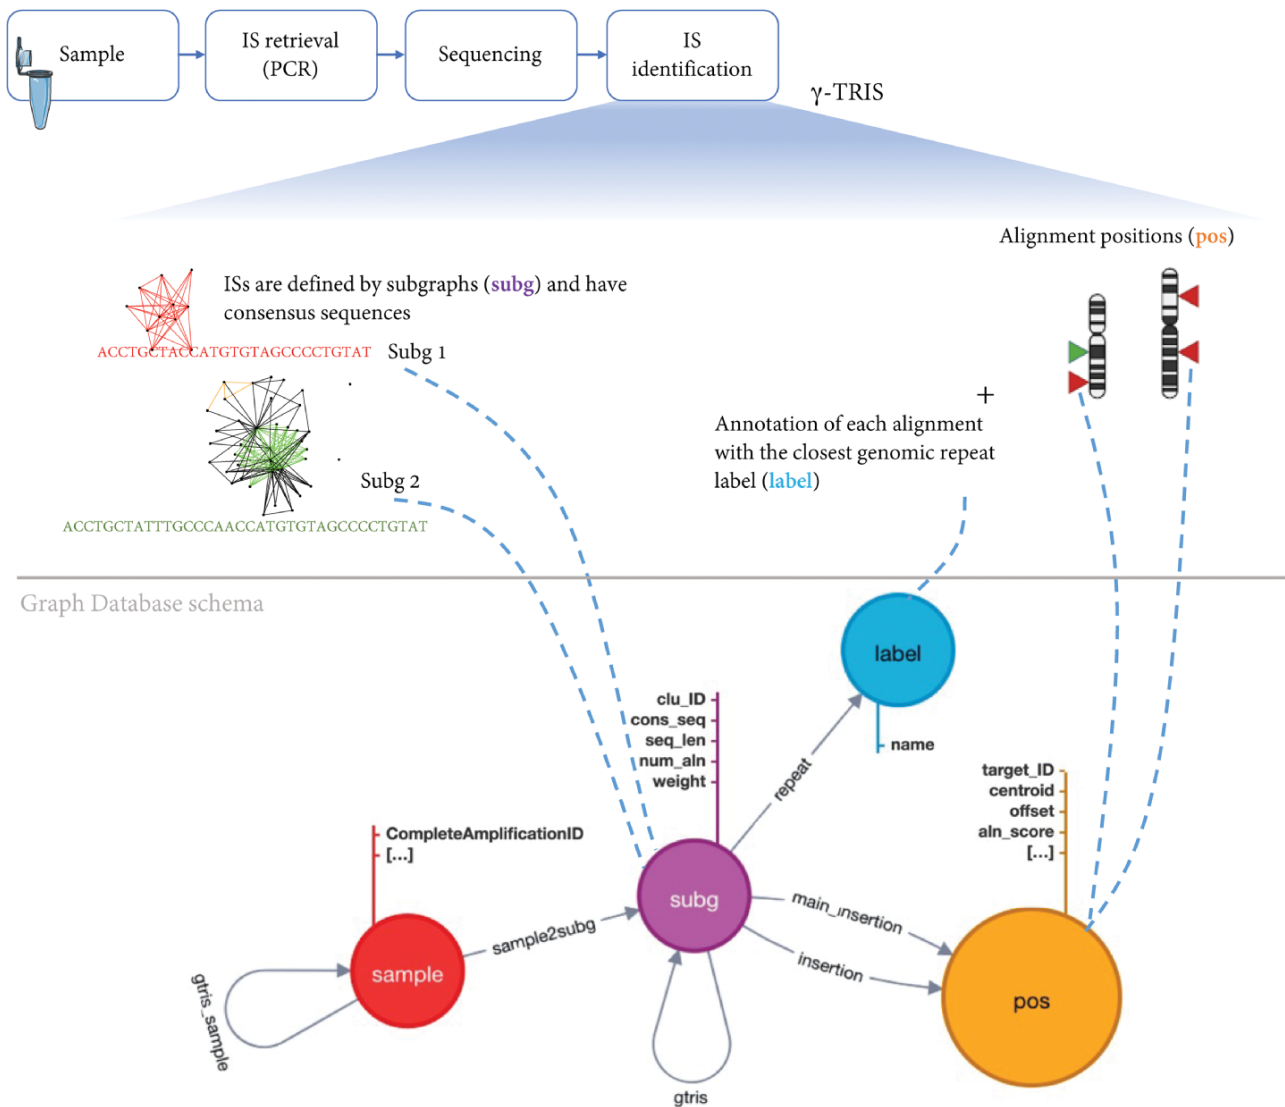 Sample
IS retrieval
(PCR)
Sequencing
IS
identification
γ-TRIS
Alignment positions (pos)
ISs are defined by subgraphs (subg) and have
consensus sequences
ACCTGCTACCATGTGTAGCCCCTGTAT
Subg 1
Subg 2
ACCTGCTATTTGCCCAACCATGTGTAGCCCCTGTAT
+
Annotation of each alignment
with the closest genomic repeat
label (label)
Graph Database schema
label
name
clu_ID
cons_seq
seq_len
num_aln
weight
repeat
target_ID
centroid
offset
aln_score
[...]
CompleteAmplificationID
[...]
subg
main_insertion
insertion
sample2subg
sample
gtris_sample
pos
gtris